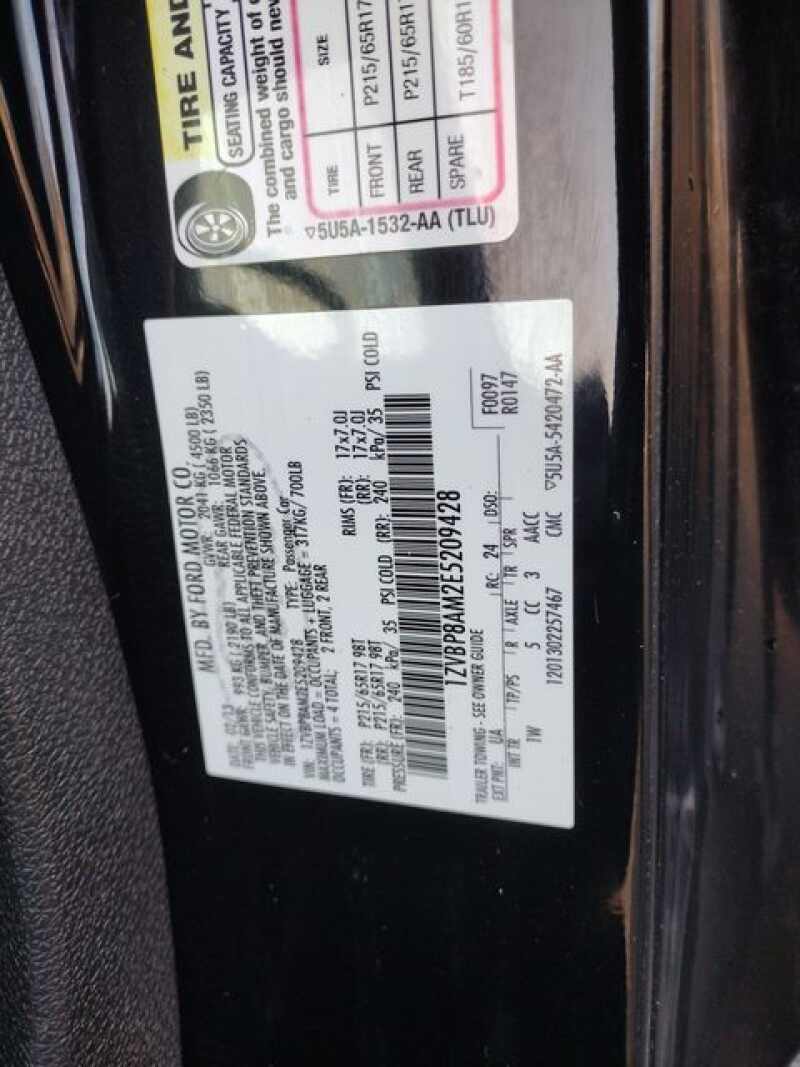 TIRE AND
SEATING CAPACITY
The combined weight of
and cargo should nev
TIRE SIZE
FRONT P215/65R17
REAR P215/65R1
SPARE T185/60R1
5U5A-1532-AA (TLU)
MFD. BY FORD MOTOR CO.
DATE: 02/13 GVWR: 2041 KG ( 4500 LB)
FRONT GAWR: 993 KG ( 2190 LB) REAR GAWR: 1066 KG ( 2350 LB)
THIS VEHICLE CONFORMS TO ALL APPLICABLE FEDERAL MOTOR
VEHICLE SAFETY, BUMPER, AND THEFT PREVENTION STANDARDS
IN EFFECT ON THE DATE OF MANUFACTURE SHOWN ABOVE.
VIN: 1ZVBP8AM2E5209428 TYPE: Passenger Car
MAXIMUM LOAD = OCCUPANTS + LUGGAGE = 317KG/700LB
OCCUPANTS = 4 TOTAL; 2 FRONT, 2 REAR
TIRE (FR): P215/65R17 98T RIMS (FR): 17x7.0J
(RR): P215/65R17 98T (RR): 17x7.0J
PRESSURE (FR): 240 kPa/ 35 PSI COLD (RR): 240 kPa/ 35 PSI COLD
1ZVBP8AM2E5209428
F0097
R0147
TRAILER TOWING - SEE OWNER GUIDE
EXT PNT: UA RC: 24 DSO:
INT TR TP/PS R AXLE TR SPR
1W 5 CC 3 AACC
1201302257467 CMC 5U5A-5420472-AA